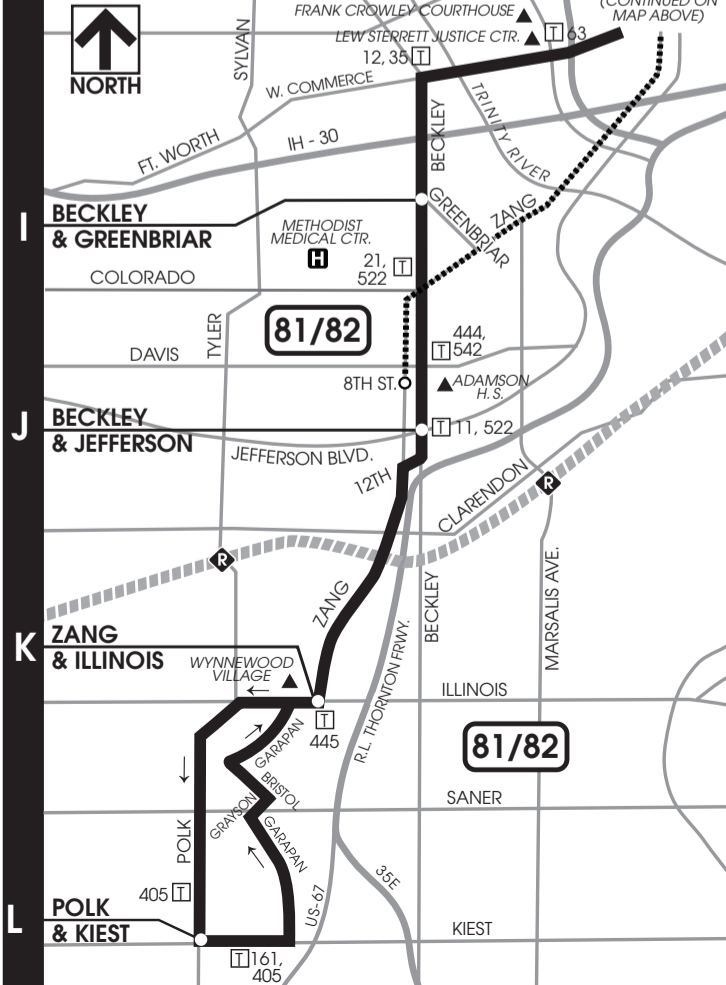 (CONTINUED ON
MAP ABOVE)
FRANK CROWLEY COURTHOUSE
LEW STERRETT JUSTICE CTR.
T 63
12, 35 T
NORTH
SYLVAN
W. COMMERCE
FT. WORTH
IH - 30
BECKLEY
TRINITY RIVER
I
BECKLEY
& GREENBRIAR
GREENBRIAR
ZANG
METHODIST
MEDICAL CTR.
H
21,
522
T
COLORADO
81/82
TYLER
DAVIS
T
444,
542
8TH ST.
ADAMSON
H.S.
J
BECKLEY
& JEFFERSON
T 11, 522
JEFFERSON BLVD.
12TH
CLARENDON
R
R
ZANG
BECKLEY
MARSALIS AVE.
K
ZANG
& ILLINOIS
WYNNEWOOD
VILLAGE
ILLINOIS
T
445
R.L. THORNTON FRWY.
81/82
GARAPAN
BRISTOL
GRAYSON
GARAPAN
SANER
POLK
405 T
35E
US-67
L
POLK
& KIEST
KIEST
T 161,
405